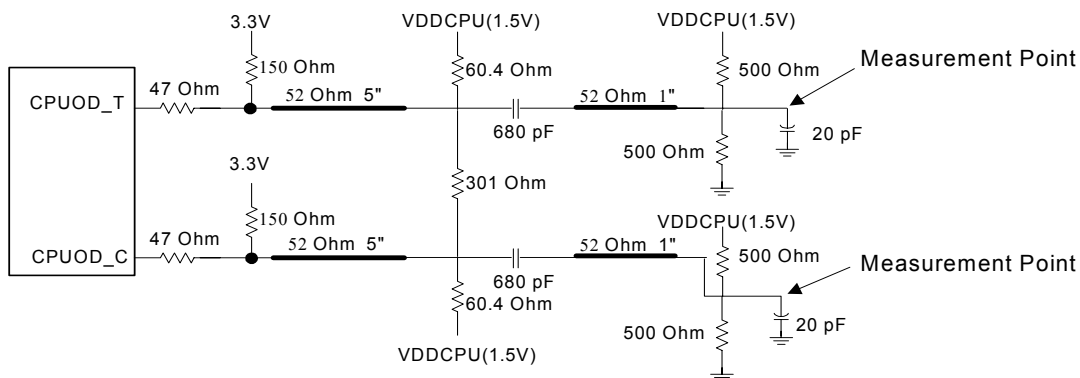 3.3V
VDDCPU(1.5V)
VDDCPU(1.5V)
150 Ohm
60.4 Ohm
500 Ohm
Measurement Point
47 Ohm
CPUOD_T
52 Ohm 5"
52 Ohm 1"
680 pF
20 pF
500 Ohm
3.3V
301 Ohm
150 Ohm
VDDCPU(1.5V)
47 Ohm
CPUOD_C
52 Ohm 5"
52 Ohm 1"
500 Ohm
Measurement Point
680 pF
60.4 Ohm
20 pF
500 Ohm
VDDCPU(1.5V)